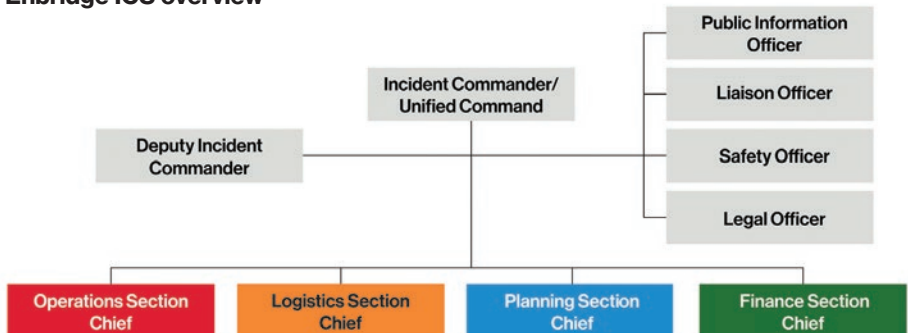 Enbridge ICS overview
Public Information
Officer
Incident Commander/
Unified Command
Liaison Officer
Deputy Incident
Commander
Safety Officer
Legal Officer
Operations Section
Chief
Logistics Section
Chief
Planning Section
Chief
Finance Section
Chief